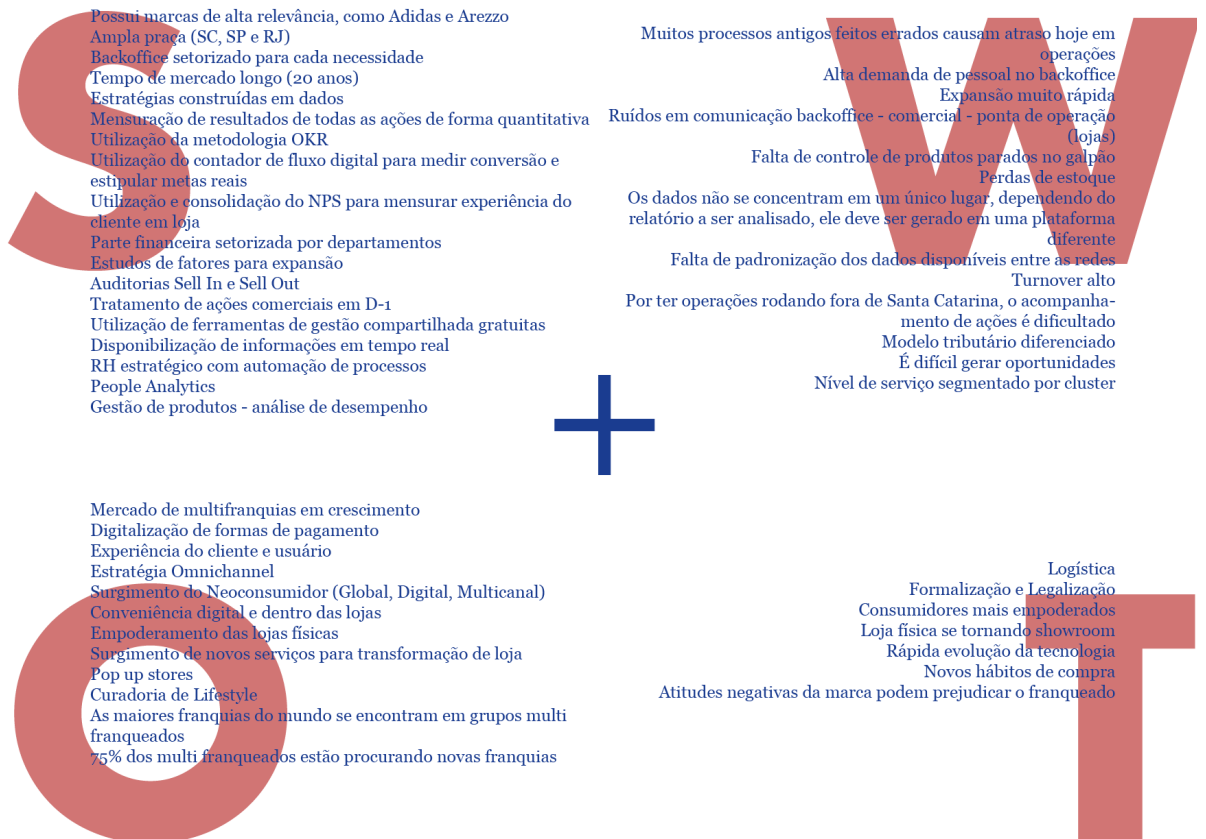 S
Possui marcas de alta relevância, como Adidas e Arezzo
Ampla praça (SC, SP e RJ)
Backoffice setorizado para cada necessidade
Tempo de mercado longo (20 anos)
Estratégias construídas em dados
Mensuração de resultados de todas as ações de forma quantitativa
Utilização da metodologia OKR
Utilização do contador de fluxo digital para medir conversão e
estipular metas reais
Utilização e consolidação do NPS para mensurar experiência do
cliente em loja
Parte financeira setorizada por departamentos
Estudos de fatores para expansão
Auditorias Sell In e Sell Out
Tratamento de ações comerciais em D-1
Utilização de ferramentas de gestão compartilhada gratuitas
Disponibilização de informações em tempo real
RH estratégico com automação de processos
People Analytics
Gestão de produtos - análise de desempenho
W
Muitos processos antigos feitos errados causam atraso hoje em
operações
Alta demanda de pessoal no backoffice
Expansão muito rápida
Ruídos em comunicação backoffice - comercial - ponta de operação
(lojas)
Falta de controle de produtos parados no galpão
Perdas de estoque
Os dados não se concentram em um único lugar, dependendo do
relatório a ser analisado, ele deve ser gerado em uma plataforma
diferente
Falta de padronização dos dados disponíveis entre as redes
Turnover alto
Por ter operações rodando fora de Santa Catarina, o acompanha-
mento de ações é dificultado
Modelo tributário diferenciado
É difícil gerar oportunidades
Nível de serviço segmentado por cluster
+
O
Mercado de multifranquias em crescimento
Digitalização de formas de pagamento
Experiência do cliente e usuário
Estratégia Omnichannel
Surgimento do Neoconsumidor (Global, Digital, Multicanal)
Conveniência digital e dentro das lojas
Empoderamento das lojas físicas
Surgimento de novos serviços para transformação de loja
Pop up stores
Curadoria de Lifestyle
As maiores franquias do mundo se encontram em grupos multi
franqueados
75% dos multi franqueados estão procurando novas franquias
T
Logística
Formalização e Legalização
Consumidores mais empoderados
Loja física se tornando showroom
Rápida evolução da tecnologia
Novos hábitos de compra
Atitudes negativas da marca podem prejudicar o franqueado